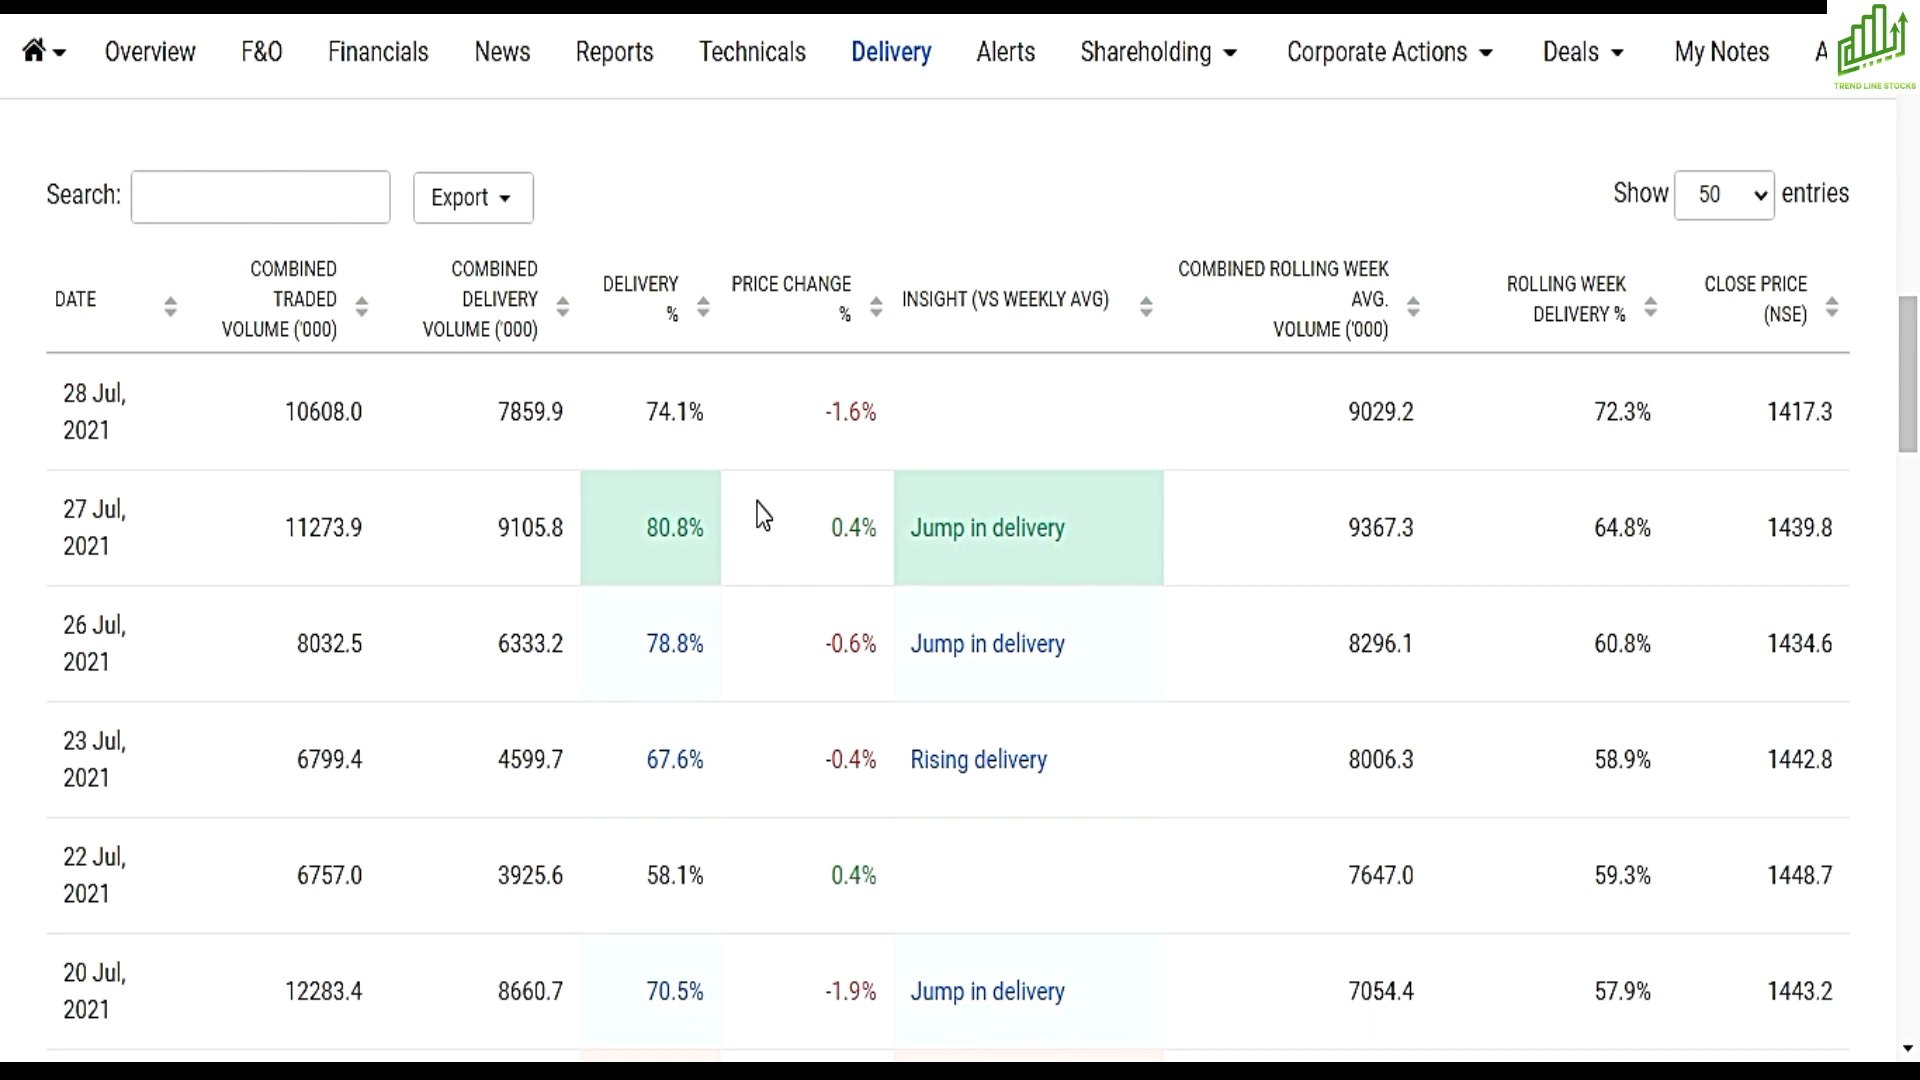 Overview F&O Financials News Reports Technicals Delivery Alerts Shareholding Corporate Actions Deals My Notes A
TREND LINE STOCKS
Search: Export Show 50 entries
DATE COMBINED TRADED VOLUME ('000) COMBINED DELIVERY VOLUME ('000) DELIVERY % PRICE CHANGE % INSIGHT (VS WEEKLY AVG) COMBINED ROLLING WEEK AVG. VOLUME ('000) ROLLING WEEK DELIVERY % CLOSE PRICE (NSE)
28 Jul, 2021 10608.0 7859.9 74.1% -1.6% 9029.2 72.3% 1417.3
27 Jul, 2021 11273.9 9105.8 80.8% 0.4% Jump in delivery 9367.3 64.8% 1439.8
26 Jul, 2021 8032.5 6333.2 78.8% -0.6% Jump in delivery 8296.1 60.8% 1434.6
23 Jul, 2021 6799.4 4599.7 67.6% -0.4% Rising delivery 8006.3 58.9% 1442.8
22 Jul, 2021 6757.0 3925.6 58.1% 0.4% 7647.0 59.3% 1448.7
20 Jul, 2021 12283.4 8660.7 70.5% -1.9% Jump in delivery 7054.4 57.9% 1443.2